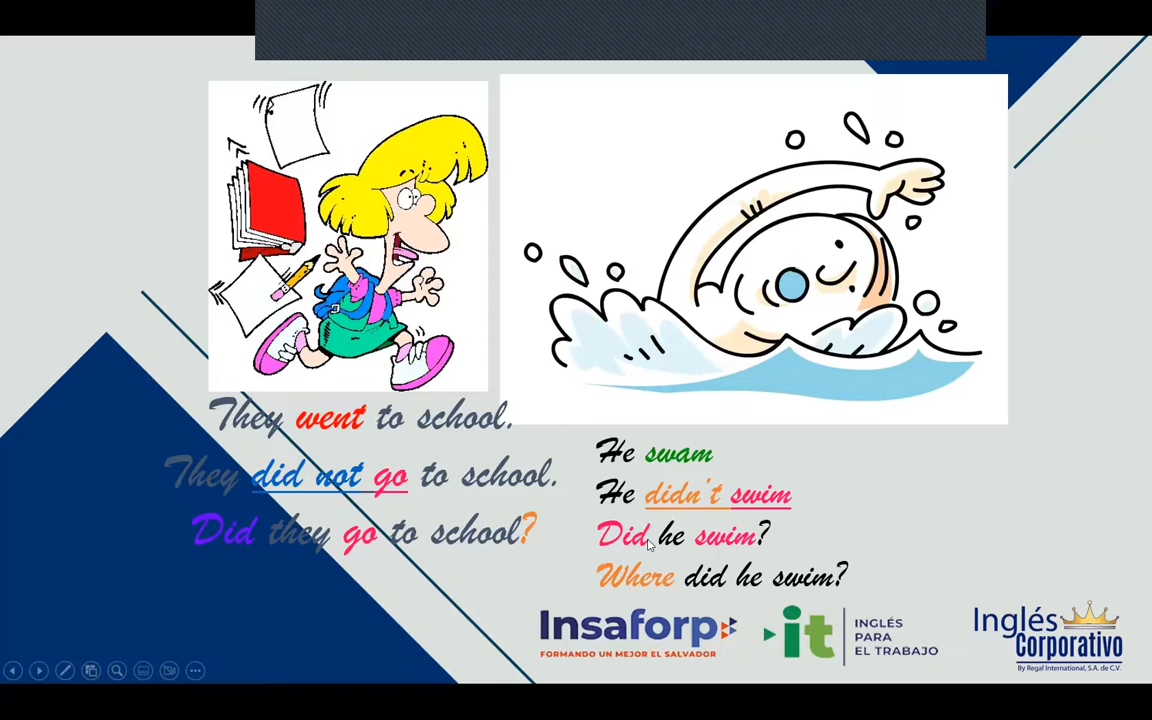 They went to school.
They did not go to school.
Did they go to school?
He swam
He didn't swim
Did he swim?
Where did he swim?
Insaforp
FORMANDO UN MEJOR EL SALVADOR
it
INGLÉS
PARA
EL TRABAJO
Inglés
Corporativo
By Regal International, S.A. de C.V.